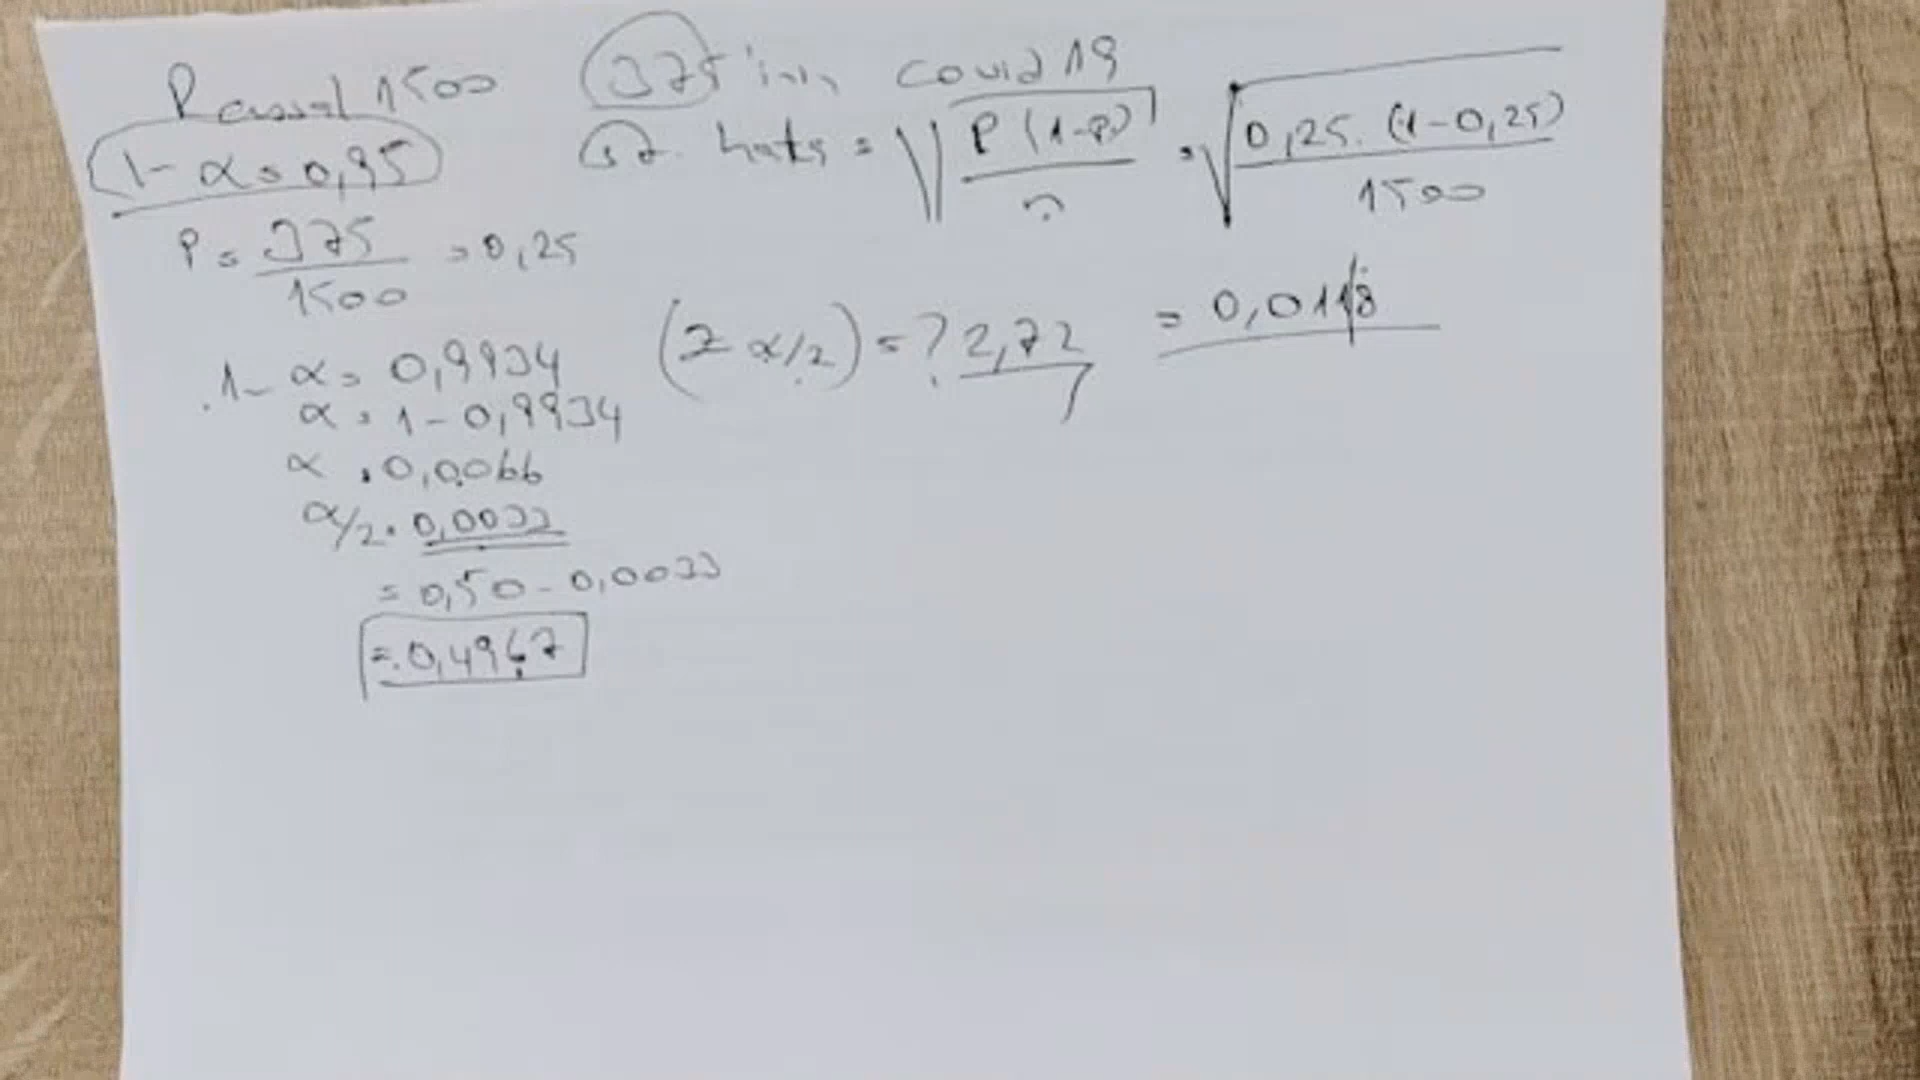 Rassal 1500 375'inin covid 19
1-α=0,95
st. hata = √P(1-P)/n = √0,25.(1-0,25)/1500
P = 375/1500 = 0,25
= 0,0118
(Z α/2) = ? 2,72
1-α = 0,9934
α = 1-0,9934
α = 0,0066
α/2 = 0,0033
= 0,50 - 0,0033
= 0,4967